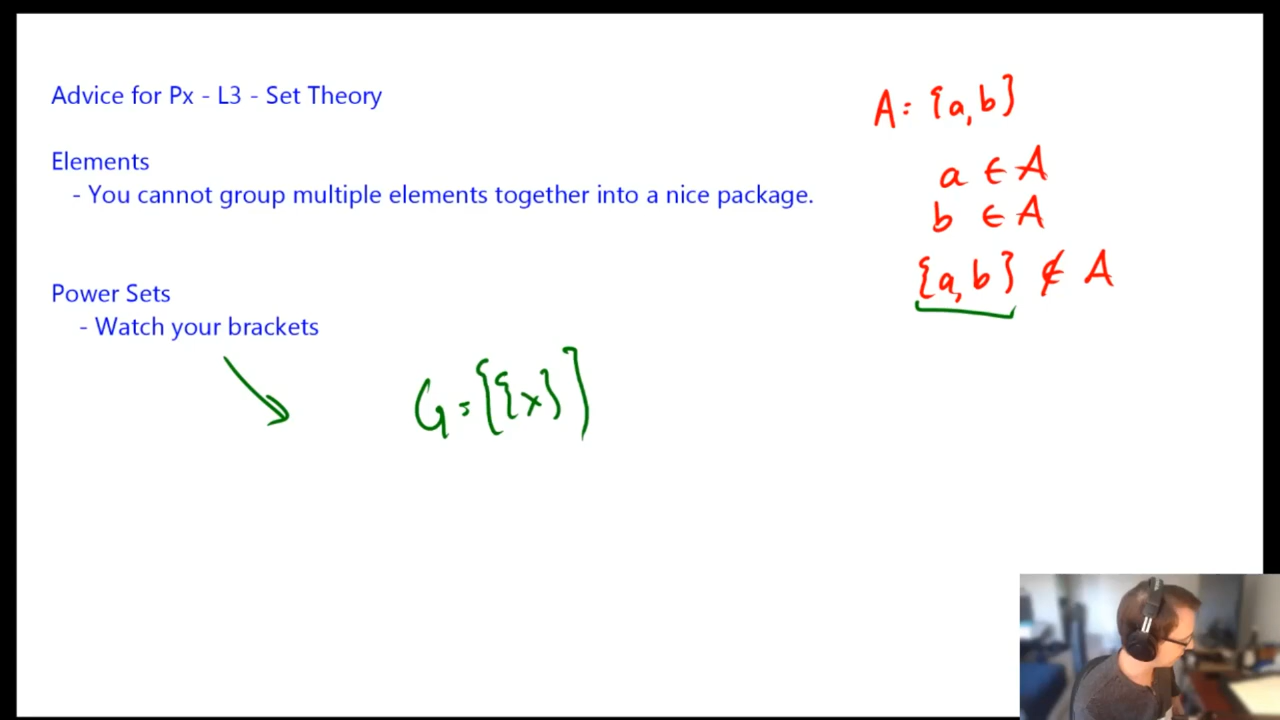 Advice for Px - L3 - Set Theory
Elements
- You cannot group multiple elements together into a nice package.
Power Sets
- Watch your brackets
G = {{x}}
A = {a, b}
a ∈ A
b ∈ A
{a, b} ∉ A